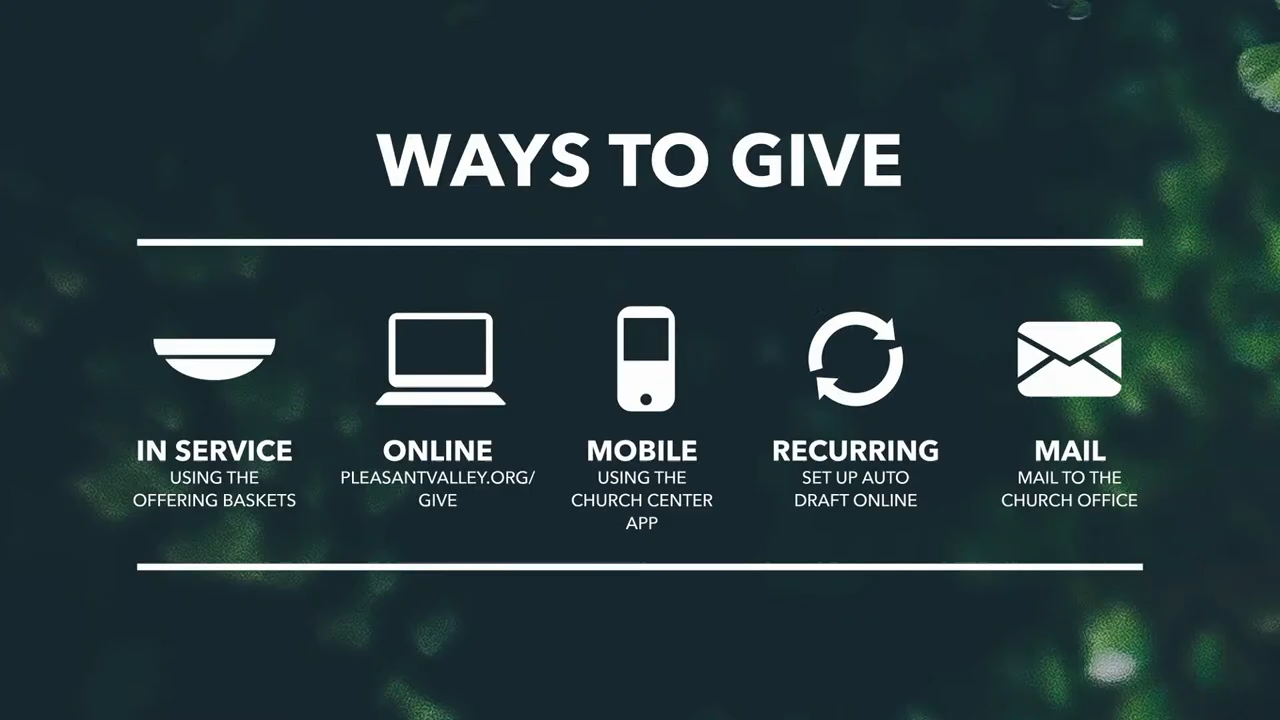 WAYS TO GIVE
IN SERVICE
USING THE
OFFERING BASKETS
ONLINE
PLEASANTVALLEY.ORG/
GIVE
MOBILE
USING THE
CHURCH CENTER
APP
RECURRING
SET UP AUTO
DRAFT ONLINE
MAIL
MAIL TO THE
CHURCH OFFICE